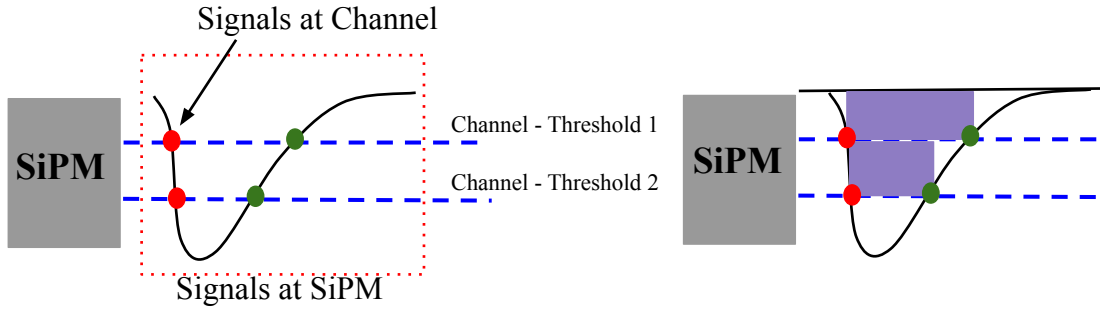 Signals at Channel
SiPM
Channel - Threshold 1
Channel - Threshold 2
Signals at SiPM
SiPM